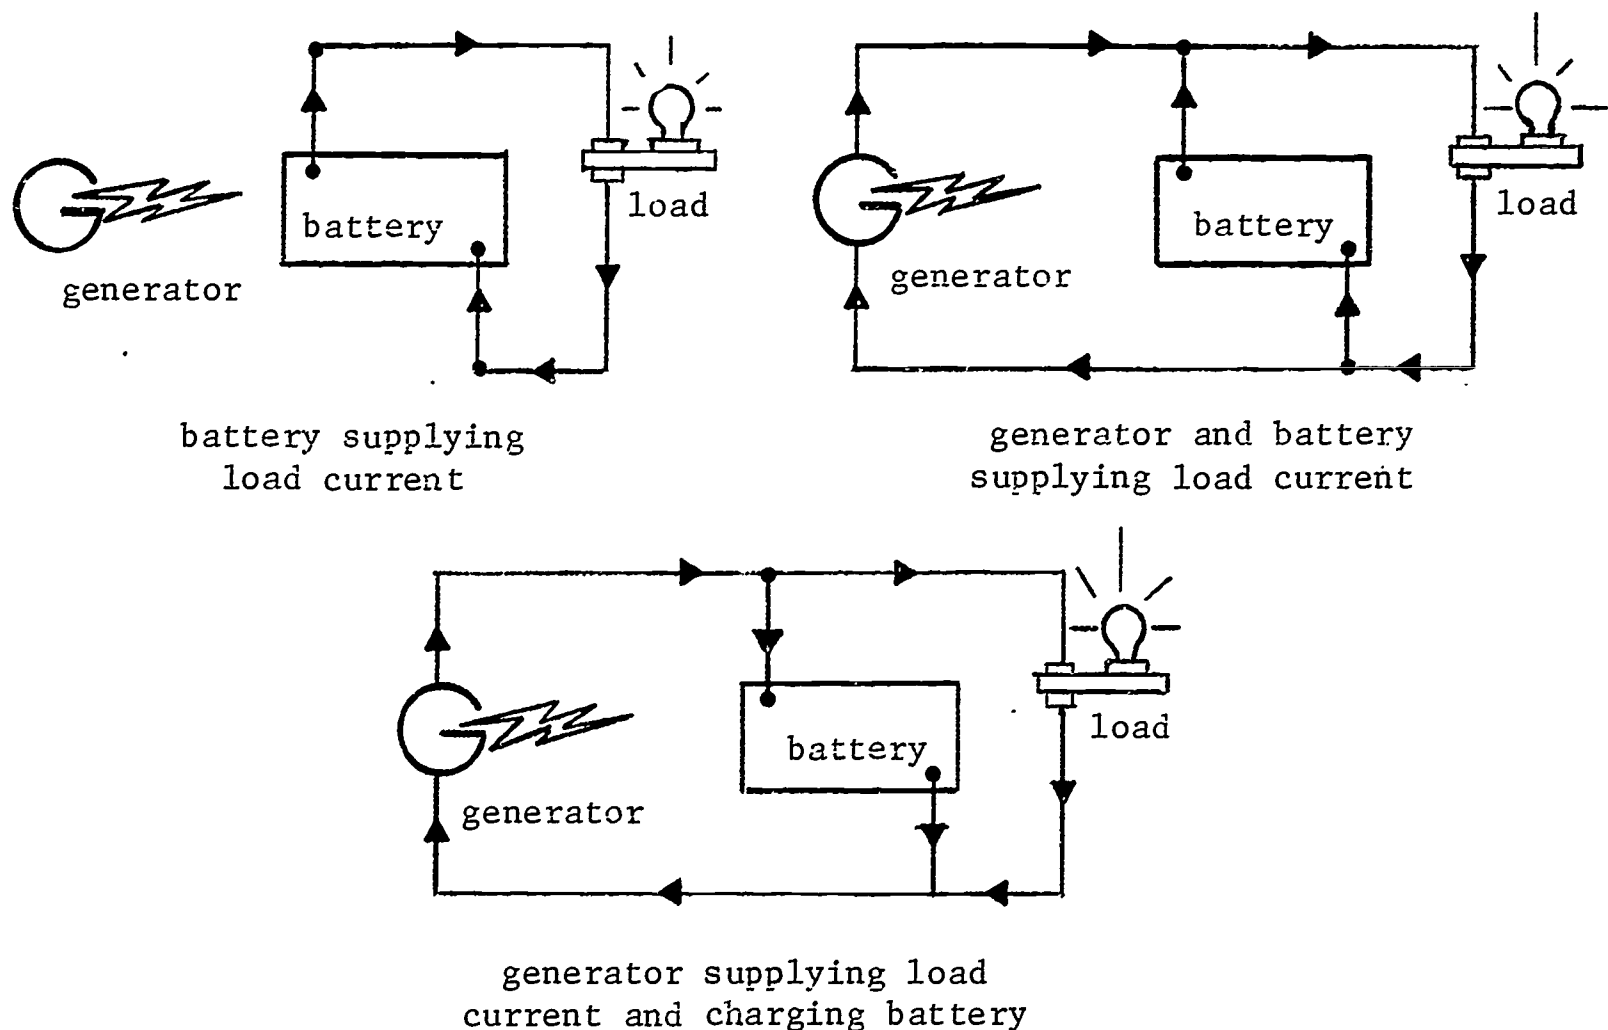 load
battery
generator
battery supplying
load current
load
battery
generator
generator and battery
supplying load current
load
battery
generator
generator supplying load
current and charging battery